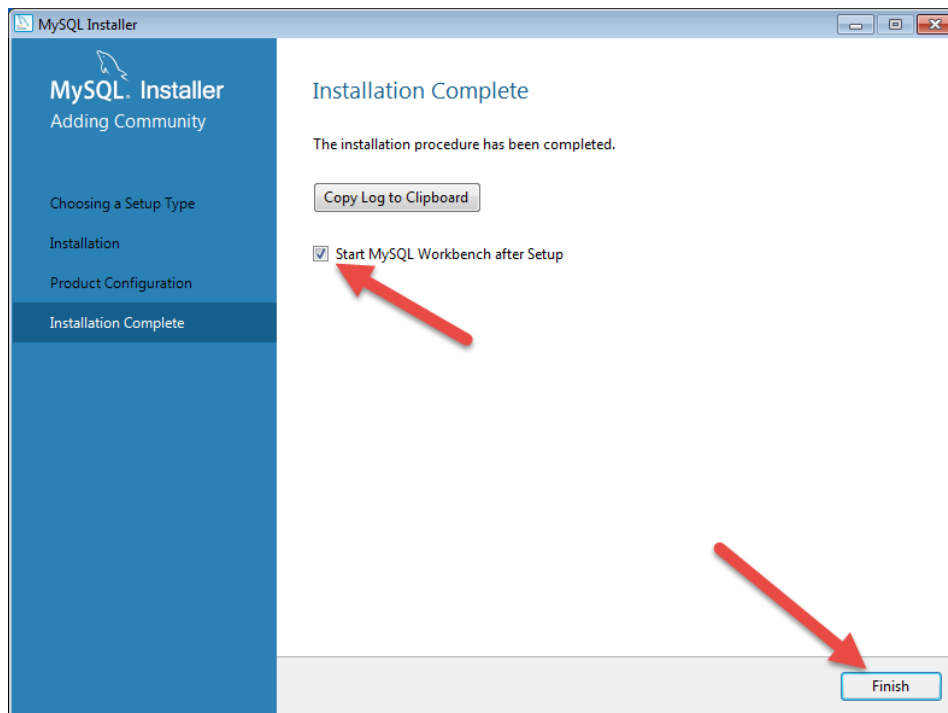 MySQL Installer
MySQL. Installer
Adding Community
Choosing a Setup Type
Installation
Product Configuration
Installation Complete
Installation Complete
The installation procedure has been completed.
Copy Log to Clipboard
Start MySQL Workbench after Setup
Finish